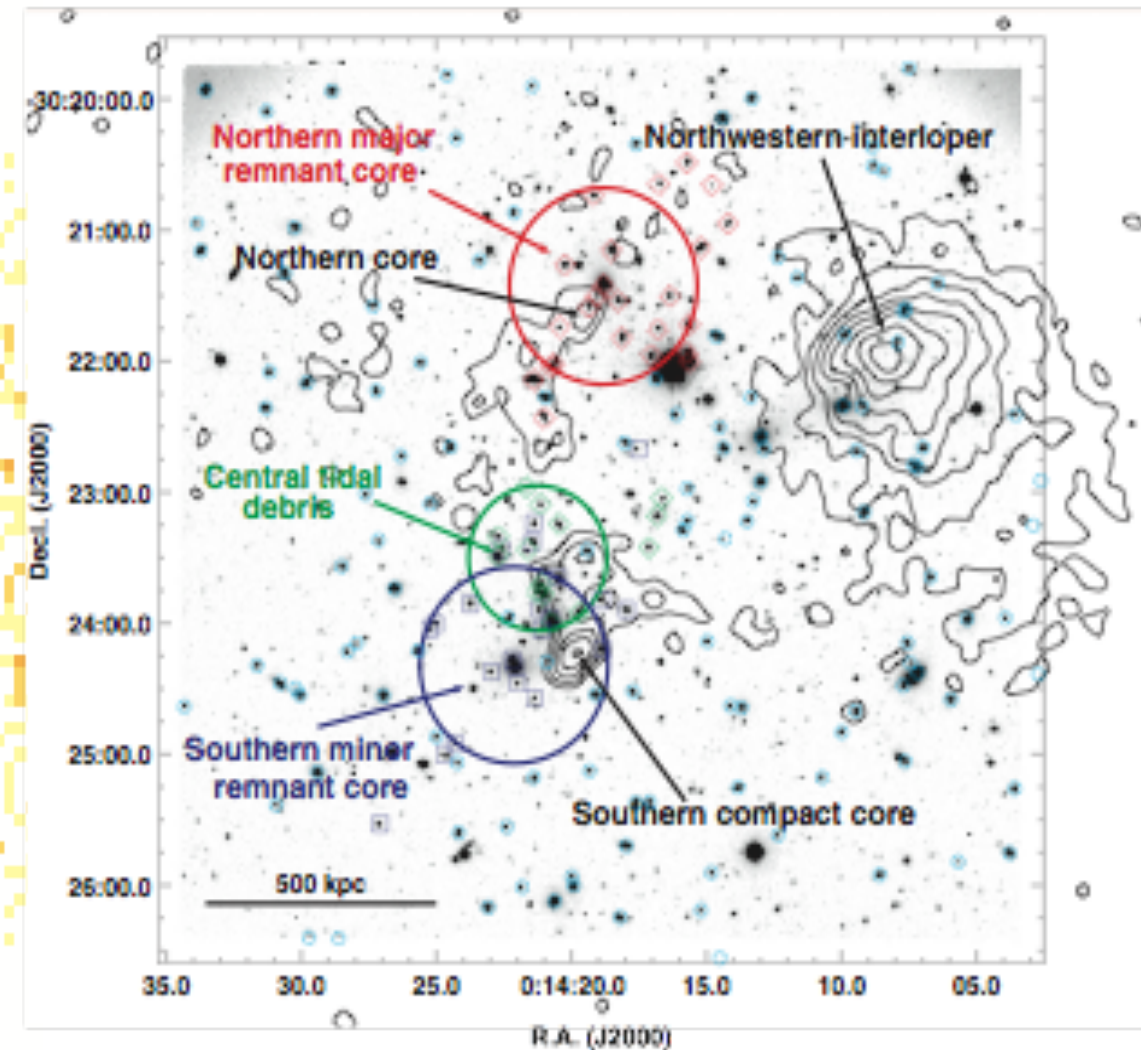 30:20:00.0
Northern major
remnant core
Northwestern interloper
21:00.0
Northern core
22:00.0
Decl. (J2000)
Central tidal
debris
23:00.0
24:00.0
Southern minor
remnant core
25:00.0
Southern compact core
500 kpc
26:00.0
35.0 30.0 25.0 0:14:20.0 15.0 10.0 05.0
R.A. (J2000)